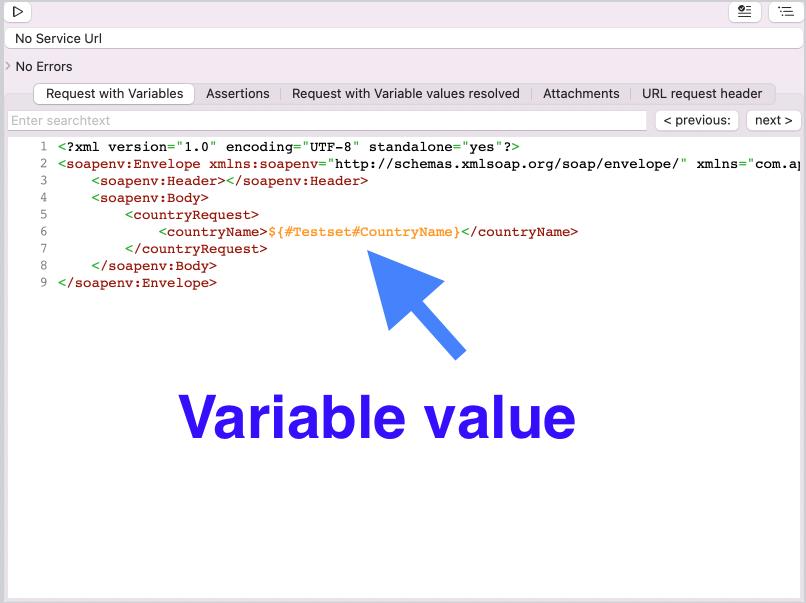 No Service Url
> No Errors
Request with Variables Assertions Request with Variable values resolved Attachments URL request header
Enter searchtext < previous: next >
1 <?xml version="1.0" encoding="UTF-8" standalone="yes"?>
2 <soapenv:Envelope xmlns:soapenv="http://schemas.xmlsoap.org/soap/envelope/" xmlns="com.ap
3 <soapenv:Header></soapenv:Header>
4 <soapenv:Body>
5 <countryRequest>
6 <countryName>${#Testset#CountryName}</countryName>
7 </countryRequest>
8 </soapenv:Body>
9 </soapenv:Envelope>
Variable value